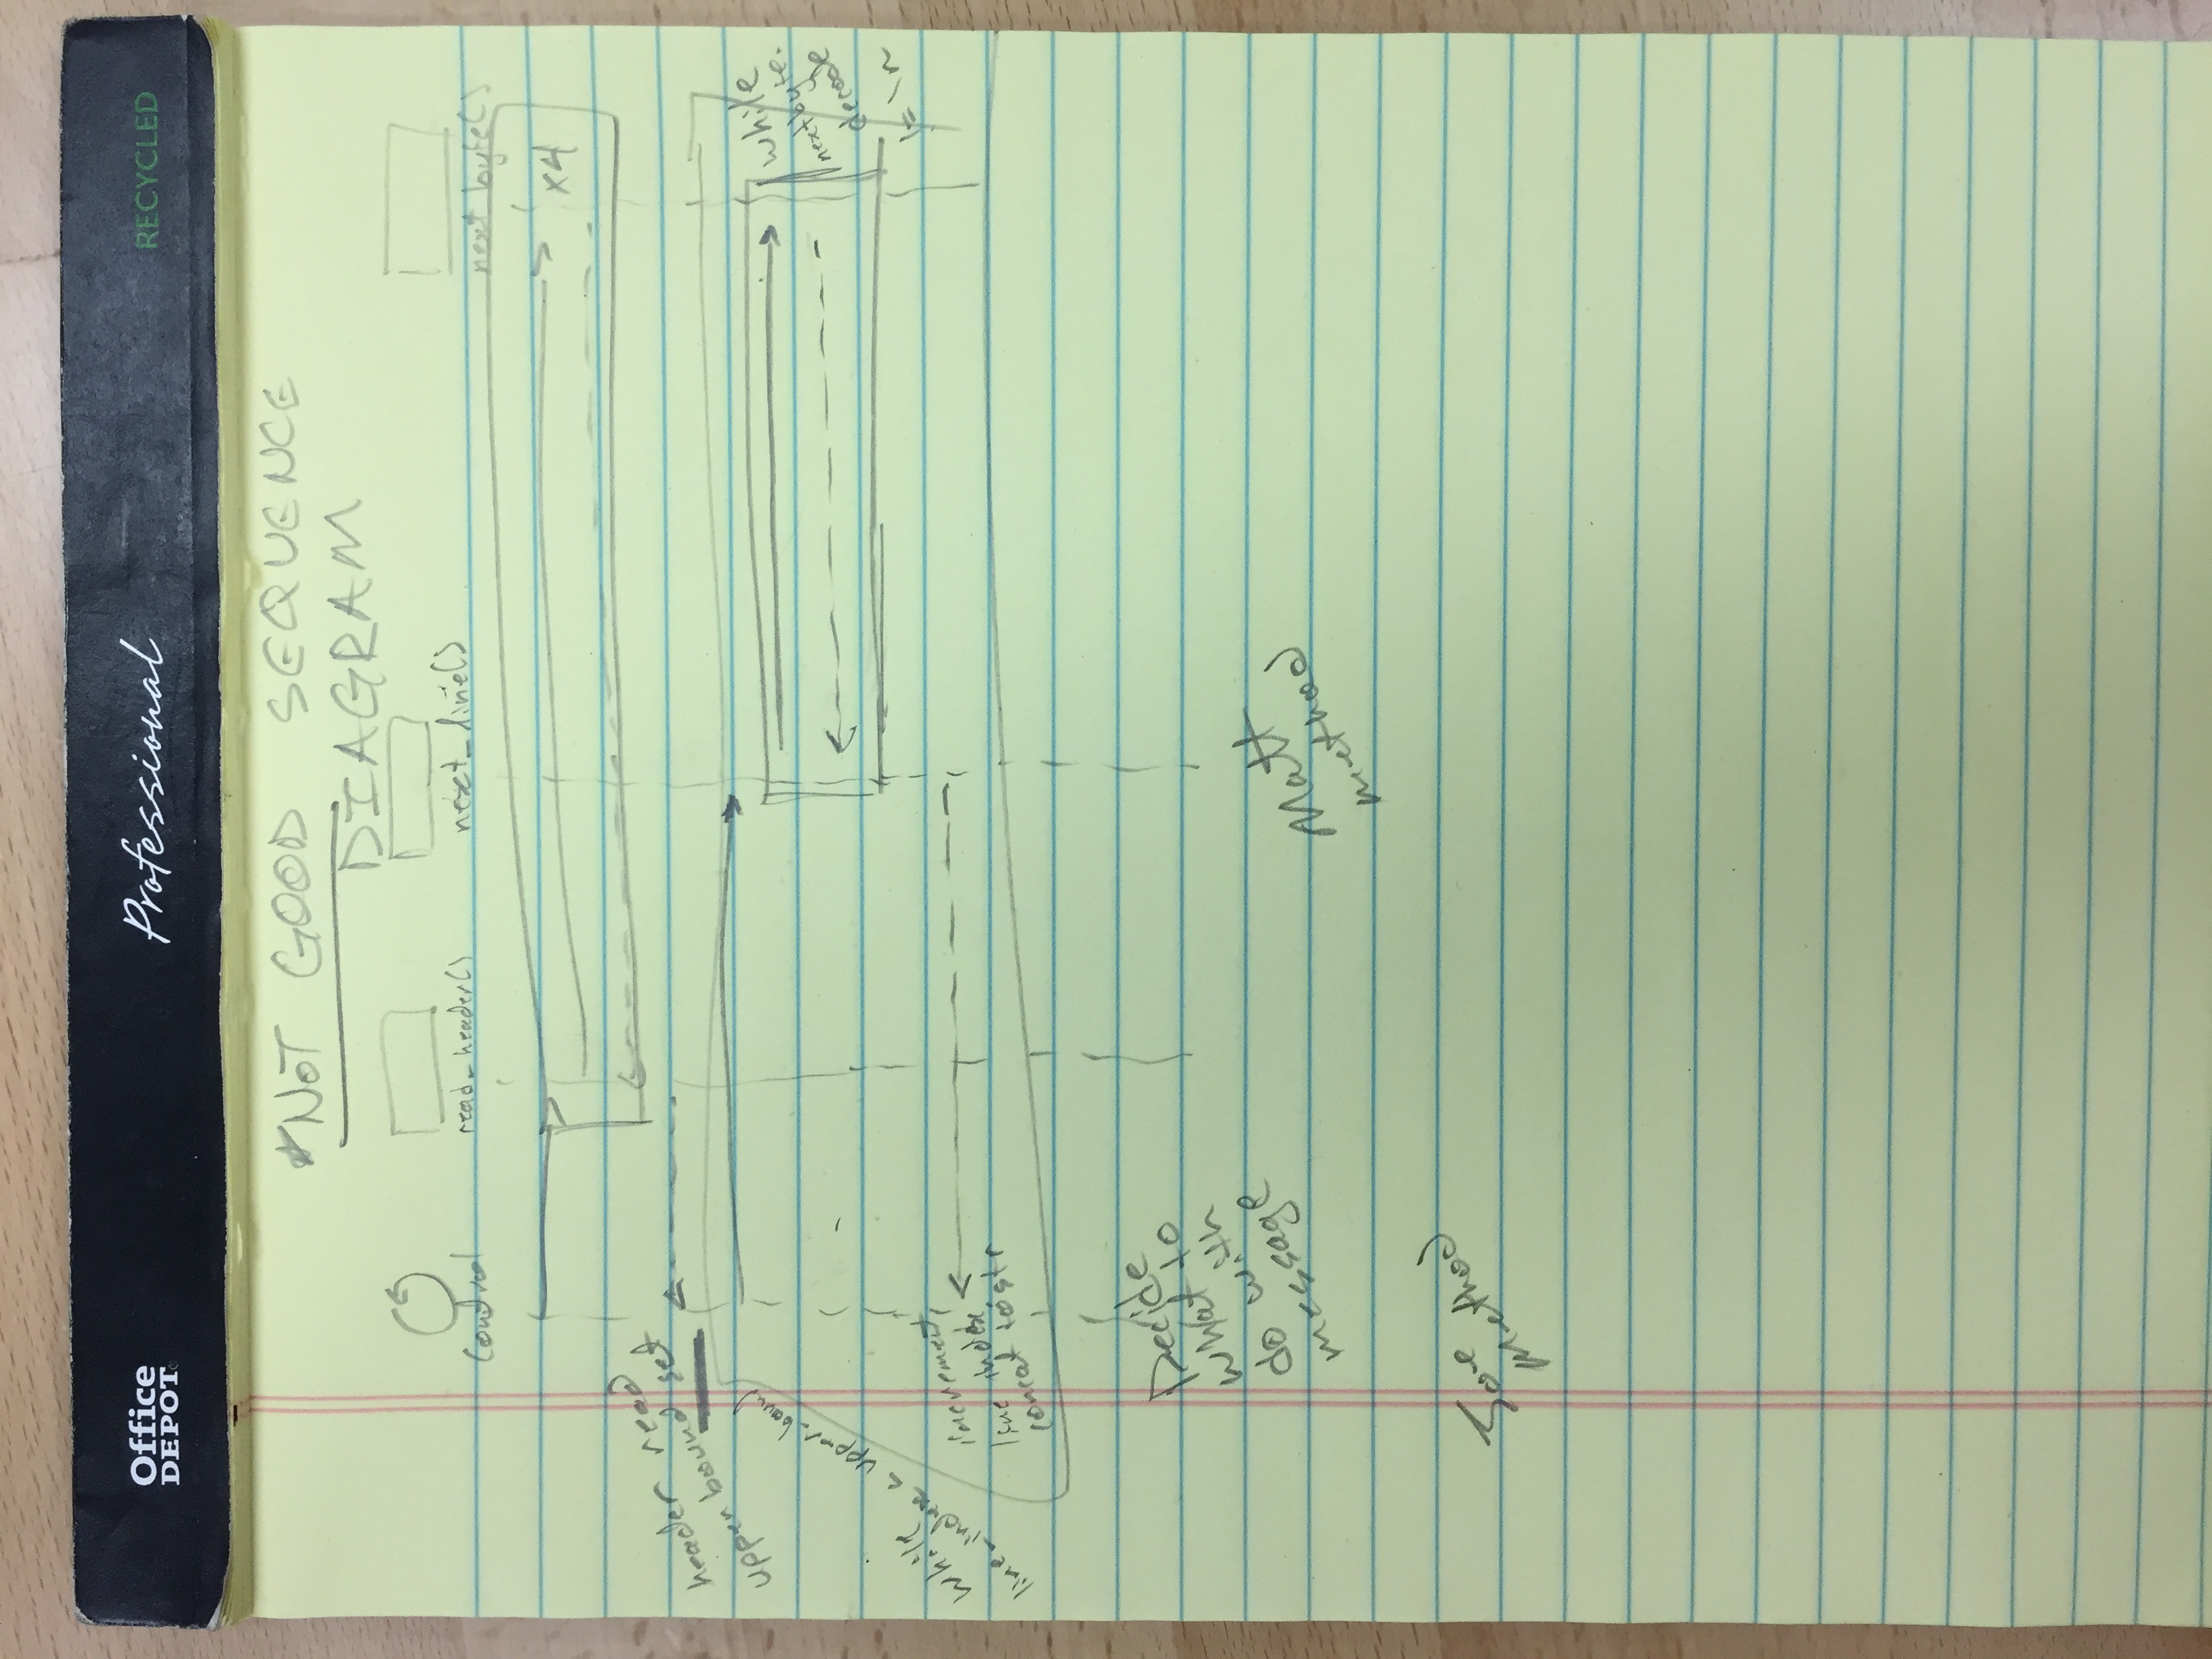 Office
DEPOT
Professional
RECYCLED
*NOT GOOD SEQUENCE
DIAGRAM
Control
read_header()
next_line()
next_byte()
x4
header read
upper bound set
while
line_index < upper_bound
while
nextbyte.
decode
!= \n
increment
line index
concat to str
Decide
what to
do with
message
Matt
method
Joe
method